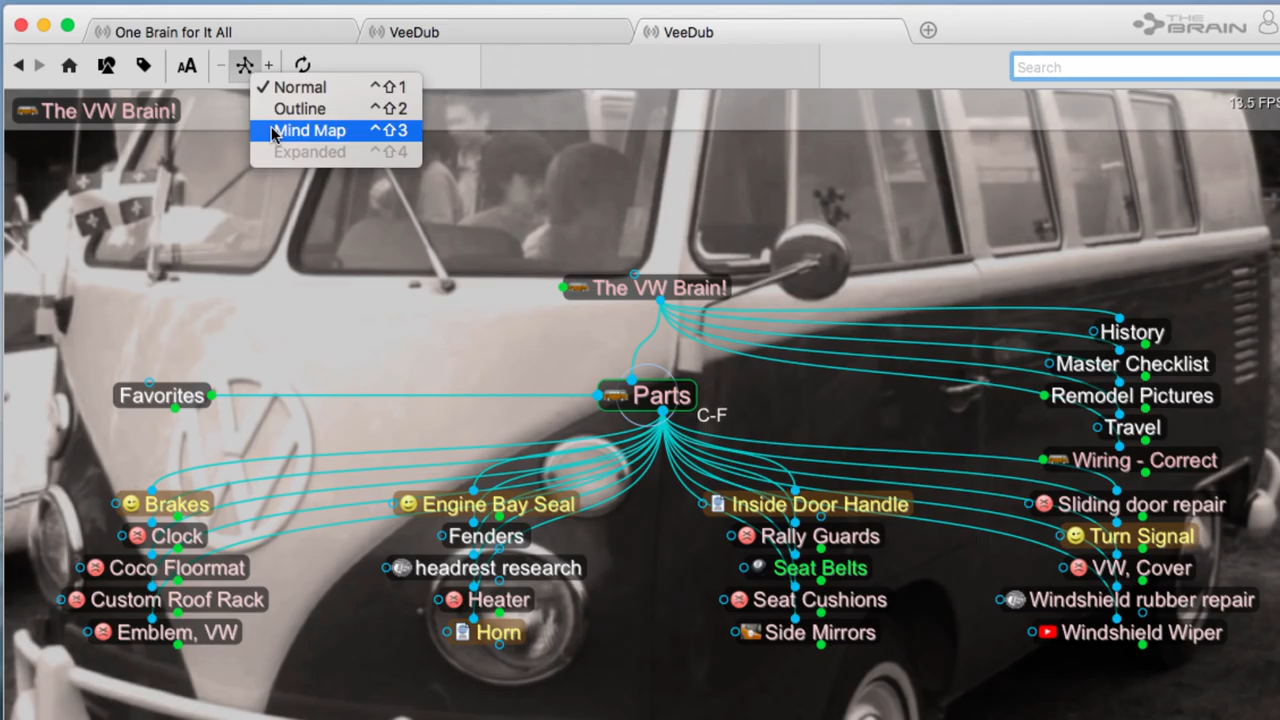 One Brain for It All
VeeDub
VeeDub
THE BRAIN
AA
Search
Normal ^⇧1
Outline ^⇧2
Mind Map ^⇧3
Expanded ^⇧4
The VW Brain!
13.5 FPS
The VW Brain!
History
Master Checklist
Remodel Pictures
Travel
Wiring - Correct
Favorites
Parts
C-F
Brakes
Clock
Coco Floormat
Custom Roof Rack
Emblem, VW
Engine Bay Seal
Fenders
headrest research
Heater
Horn
Inside Door Handle
Rally Guards
Seat Belts
Seat Cushions
Side Mirrors
Sliding door repair
Turn Signal
VW, Cover
Windshield rubber repair
Windshield Wiper